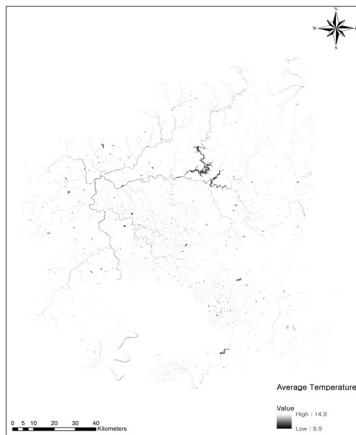 N
W
S
Average Temperature
Value
High : 14.9
Low : 9.9
0 5 10 20 30 40
Kilometers